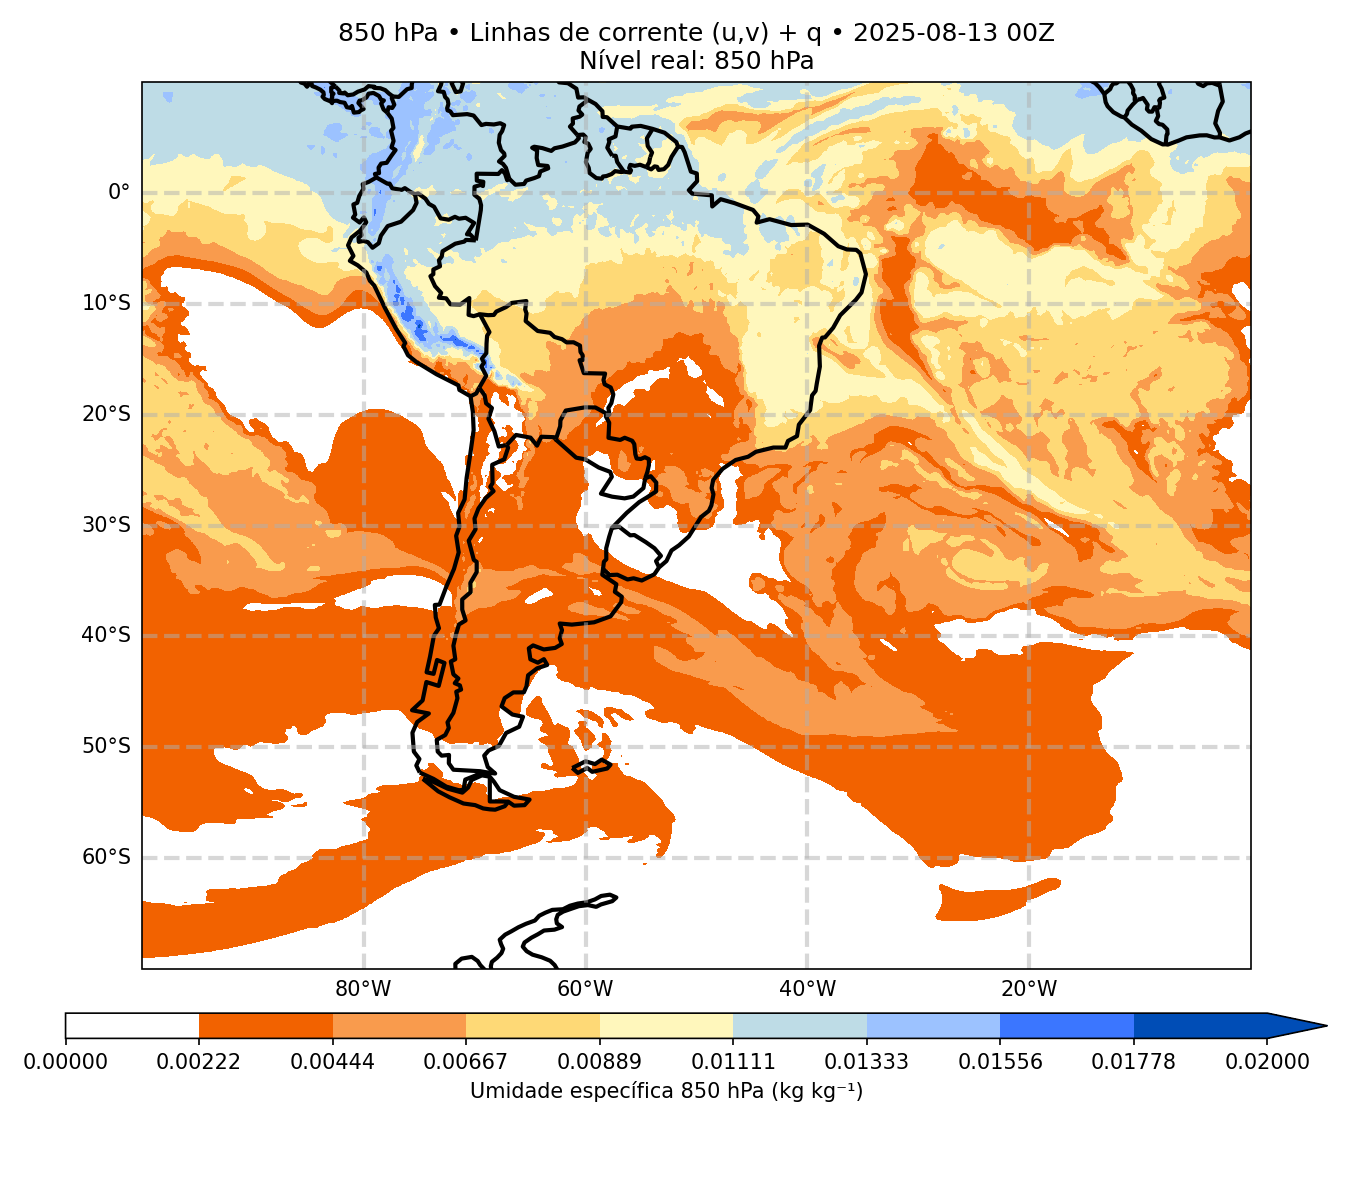 850 hPa • Linhas de corrente (u,v) + q • 2025-08-13 00Z
Nível real: 850 hPa
0°
10°S
20°S
30°S
40°S
50°S
60°S
80°W 60°W 40°W 20°W
0.00000 0.00222 0.00444 0.00667 0.00889 0.01111 0.01333 0.01556 0.01778 0.02000
Umidade específica 850 hPa (kg kg⁻¹)